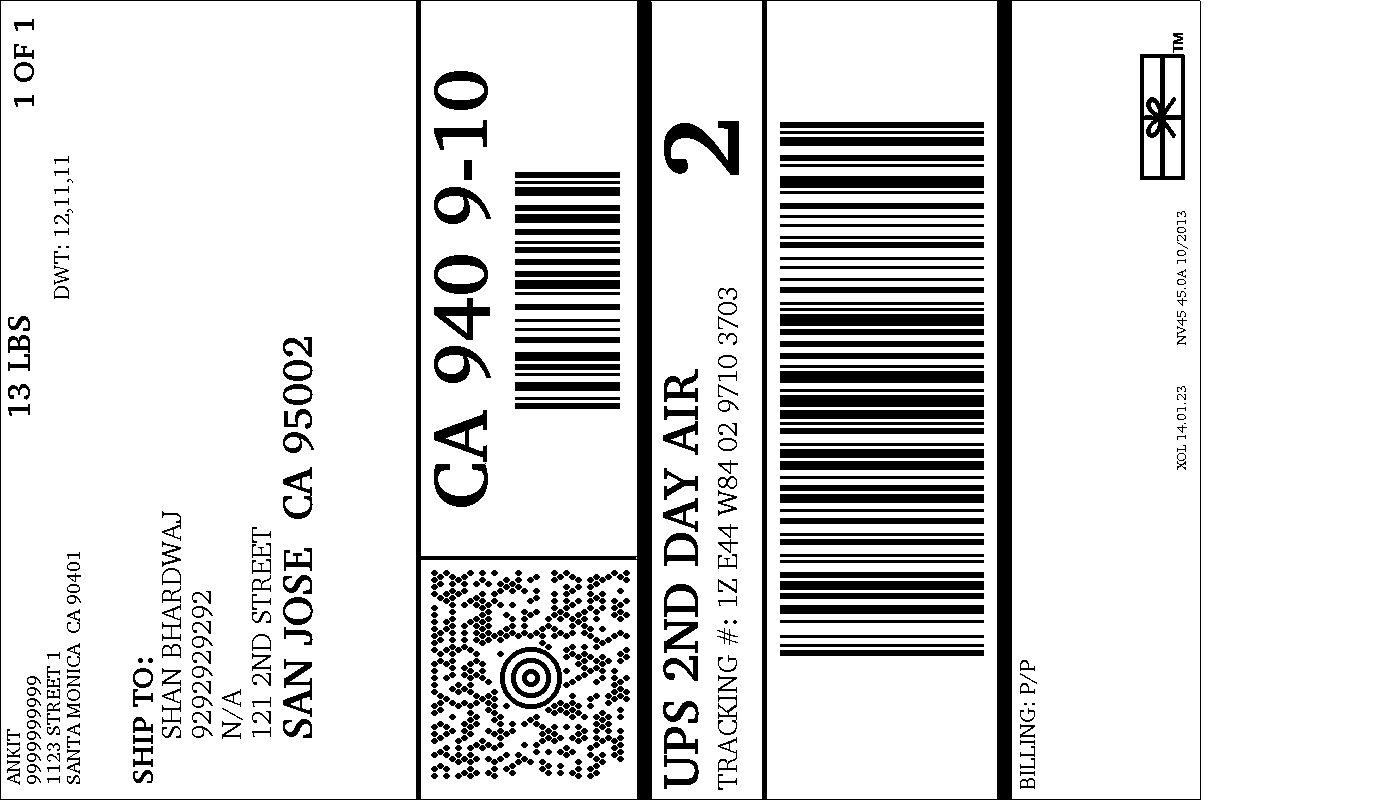 ANKIT
9999999999
1123 STREET 1
SANTA MONICA CA 90401
13 LBS
1 OF 1
DWT: 12,11,11
SHIP TO:
SHAN BHARDWAJ
9292929292
N/A
121 2ND STREET
SAN JOSE CA 95002
CA 940 9-10
UPS 2ND DAY AIR
TRACKING #: 1Z E44 W84 02 9710 3703
2
BILLING: P/P
XOL 14.01.23 NV45 45.0A 10/2013
TM